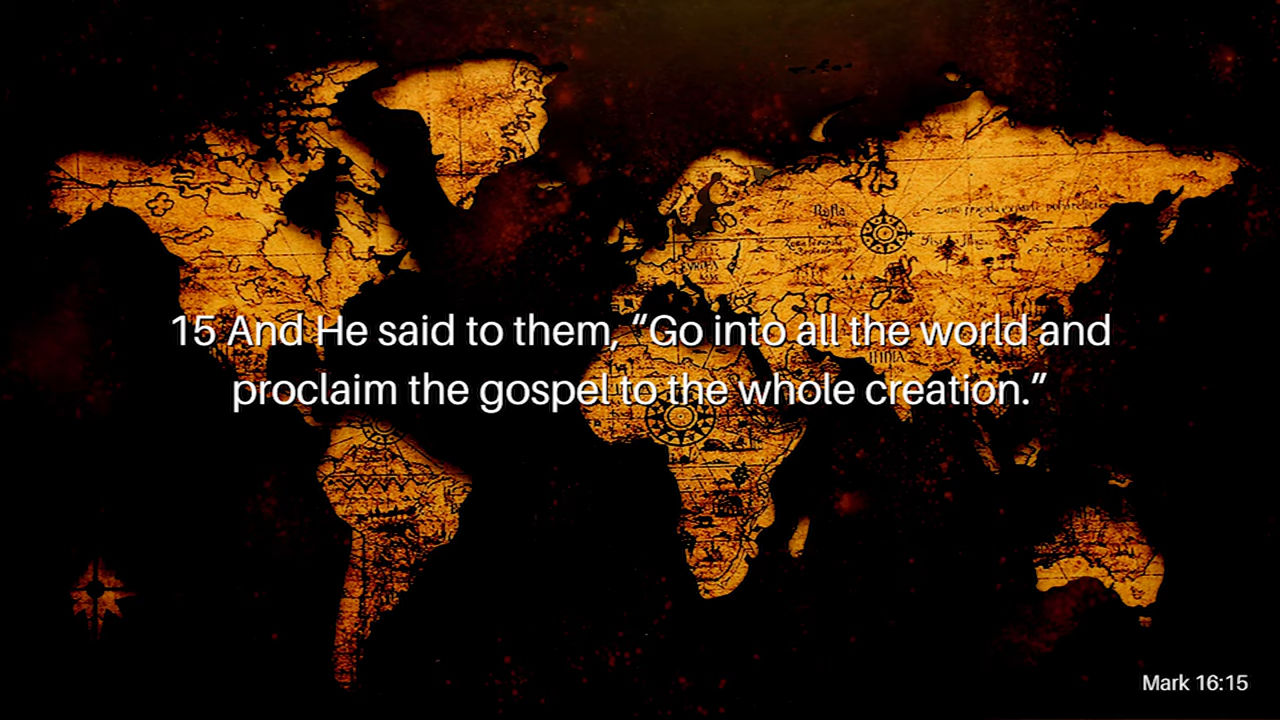 15 And He said to them, “Go into all the world and
proclaim the gospel to the whole creation.”
INDIA
Mark 16:15